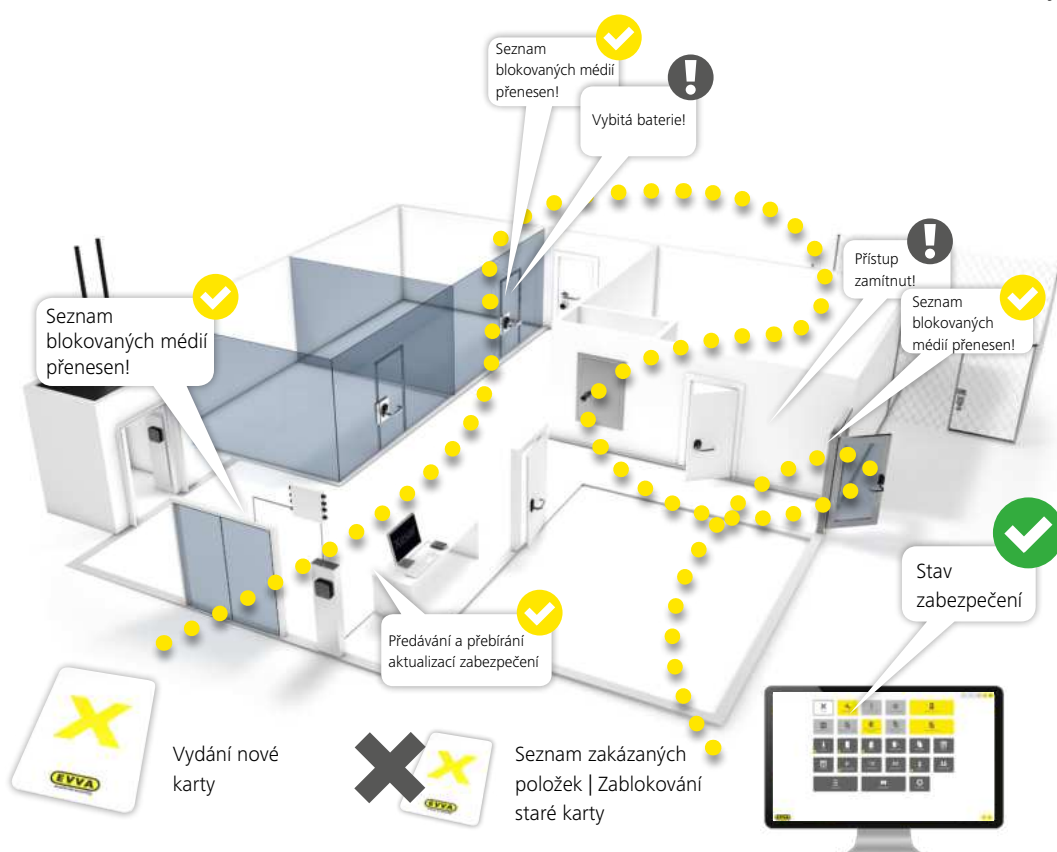 Seznam
blokovaných médií
přenesen!
Vybitá baterie!
Přístup
zamítnut!
Seznam
blokovaných
médií přenesen!
Seznam
blokovaných médií
přenesen!
Stav
zabezpečení
Předávání a přebírání
aktualizací zabezpečení
Vydání nové
karty
Seznam zakázaných
položek | Zablokování
staré karty
EVVA
EVVA
EVVA